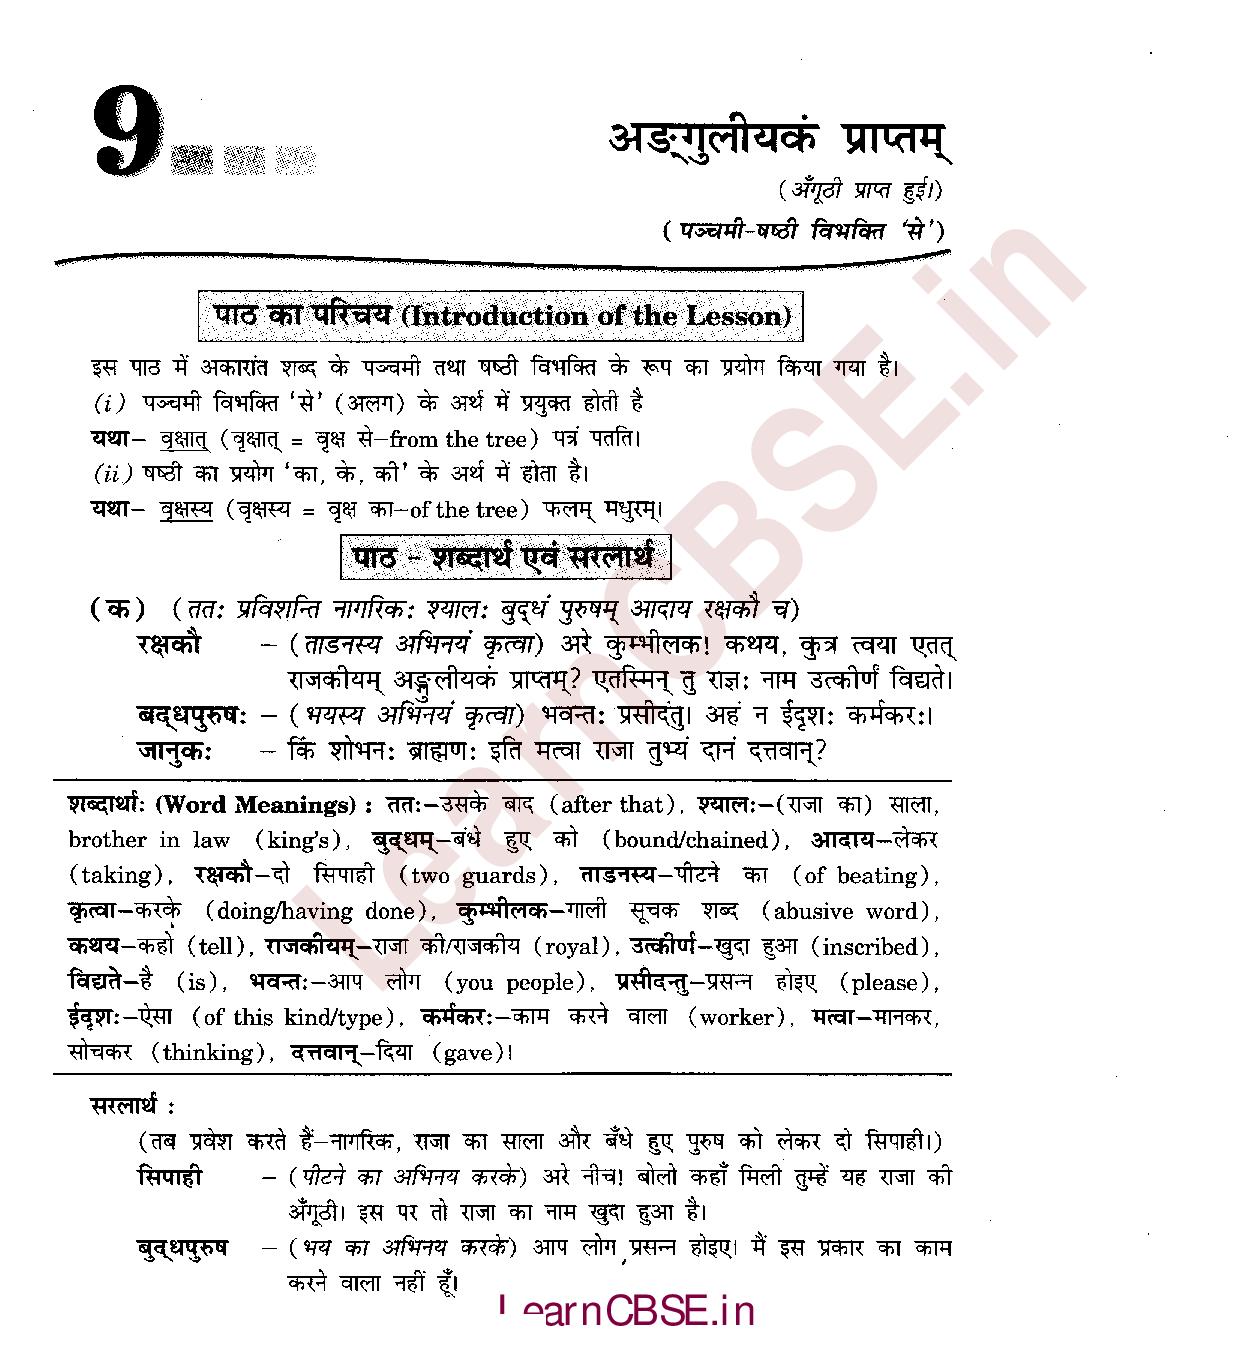 9
अङ्गुलीयकं प्राप्तम्
(अँगूठी प्राप्त हुई।)
( पञ्चमी-षष्ठी विभक्ति ‘से’)
पाठ का परिचय (Introduction of the Lesson)
इस पाठ में अकारांत शब्द के पञ्चमी तथा षष्ठी विभक्ति के रूप का प्रयोग किया गया है।
(i) पञ्चमी विभक्ति ‘से’ (अलग) के अर्थ में प्रयुक्त होती है
यथा– वृक्षात् (वृक्षात् = वृक्ष से–from the tree) पत्रं पतति।
(ii) षष्ठी का प्रयोग ‘का, के, की’ के अर्थ में होता है।
यथा– वृक्षस्य (वृक्षस्य = वृक्ष का–of the tree) फलम् मधुरम्।
पाठ - शब्दार्थ एवं सरलार्थ
(क) (ततः प्रविशन्ति नागरिकः श्यालः बुद्धं पुरुषम् आदाय रक्षकौ च)
रक्षकौ – (ताडनस्य अभिनयं कृत्वा) अरे कुम्भीलक! कथय, कुत्र त्वया एतत्
राजकीयम् अङ्गुलीयकं प्राप्तम्? एतस्मिन् तु राज्ञः नाम उत्कीर्णं विद्यते।
बद्धपुरुषः – (भयस्य अभिनयं कृत्वा) भवन्तः प्रसीदंतु। अहं न ईदृशः कर्मकरः।
जानुकः – किं शोभनः ब्राह्मणः इति मत्वा राजा तुभ्यं दानं दत्तवान्?
शब्दार्थाः (Word Meanings) : ततः–उसके बाद (after that), श्यालः–(राजा का) साला,
brother in law (king's), बुद्धम्–बंधे हुए को (bound/chained), आदाय–लेकर
(taking), रक्षकौ–दो सिपाही (two guards), ताडनस्य–पीटने का (of beating),
कृत्वा–करके (doing/having done), कुम्भीलक–गाली सूचक शब्द (abusive word),
कथय–कहो (tell), राजकीयम्–राजा की/राजकीय (royal), उत्कीर्ण–खुदा हुआ (inscribed),
विद्यते–है (is), भवन्तः–आप लोग (you people), प्रसीदन्तु–प्रसन्न होइए (please),
ईदृशः–ऐसा (of this kind/type), कर्मकरः–काम करने वाला (worker), मत्वा–मानकर,
सोचकर (thinking), दत्तवान्–दिया (gave)।
सरलार्थ :
(तब प्रवेश करते हैं–नागरिक, राजा का साला और बँधे हुए पुरुष को लेकर दो सिपाही।)
सिपाही – (पीटने का अभिनय करके) अरे नीच! बोलो कहाँ मिली तुम्हें यह राजा की
अँगूठी। इस पर तो राजा का नाम खुदा हुआ है।
बुद्धपुरुष – (भय का अभिनय करके) आप लोग प्रसन्न होइए। मैं इस प्रकार का काम
करने वाला नहीं हूँ।
LearnCBSE.in
LearnCBSE.in